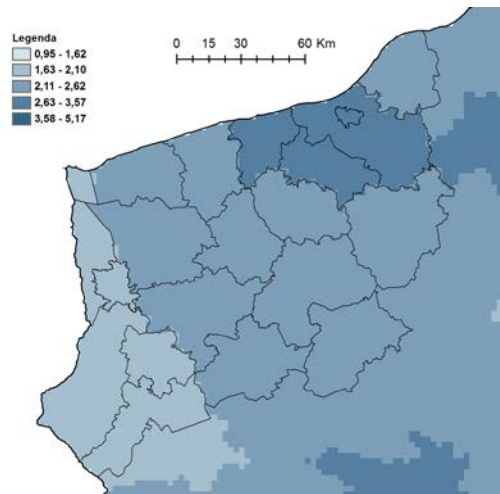 Legenda
0,95 - 1,62
1,63 - 2,10
2,11 - 2,62
2,63 - 3,57
3,58 - 5,17
0 15 30 60 Km